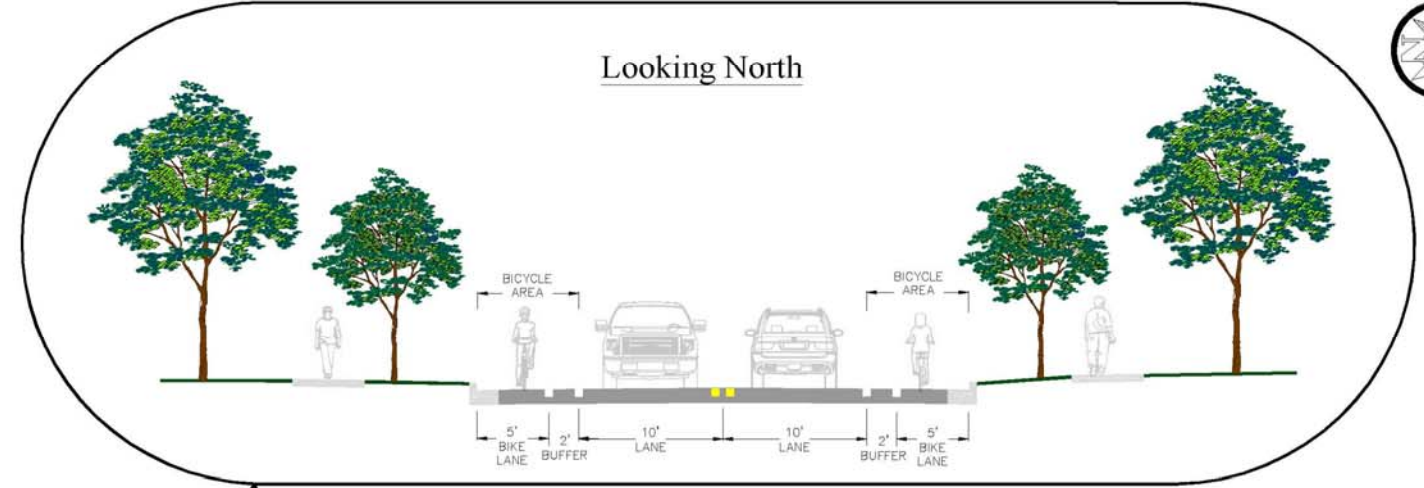 Looking North
BICYCLE
AREA
BICYCLE
AREA
5'
BIKE
LANE
2'
BUFFER
10'
LANE
10'
LANE
2'
BUFFER
5'
BIKE
LANE
N